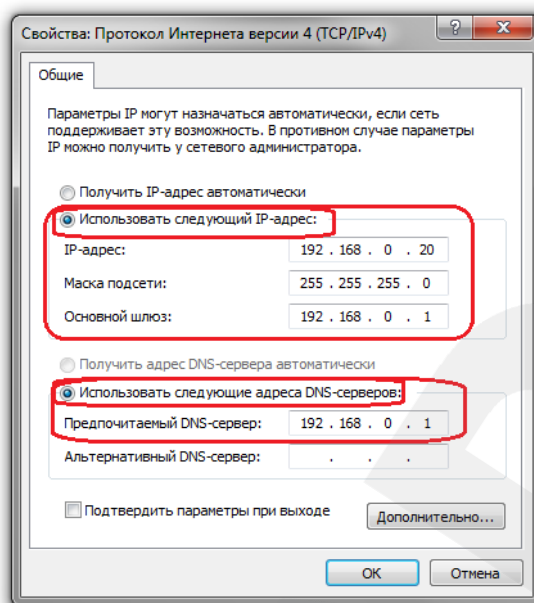 Свойства: Протокол Интернета версии 4 (TCP/IPv4)
Общие
Параметры IP могут назначаться автоматически, если сеть
поддерживает эту возможность. В противном случае параметры
IP можно получить у сетевого администратора.
Получить IP-адрес автоматически
Использовать следующий IP-адрес:
IP-адрес: 192 . 168 . 0 . 20
Маска подсети: 255 . 255 . 255 . 0
Основной шлюз: 192 . 168 . 0 . 1
Получить адрес DNS-сервера автоматически
Использовать следующие адреса DNS-серверов:
Предпочитаемый DNS-сервер: 192 . 168 . 0 . 1
Альтернативный DNS-сервер: . . .
Подтвердить параметры при выходе
Дополнительно...
ОК Отмена